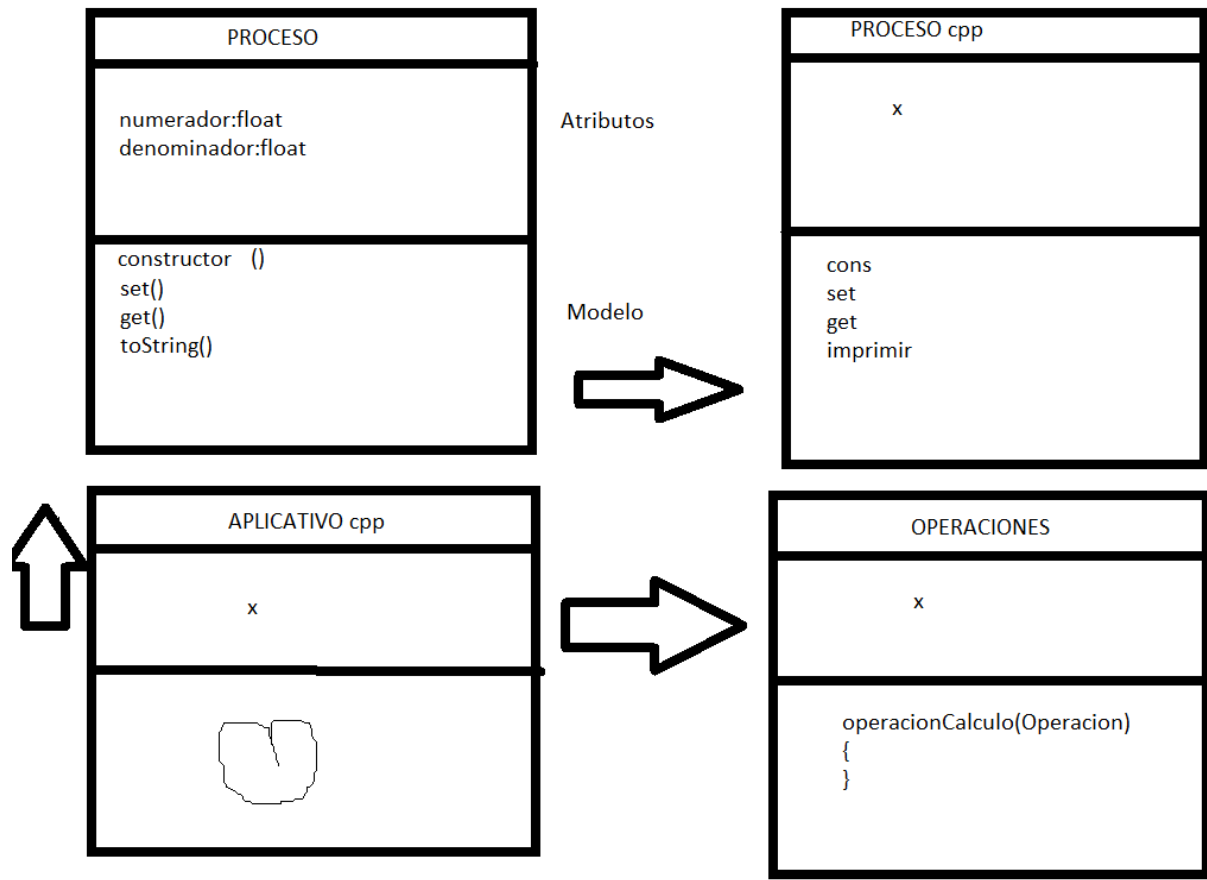 PROCESO
numerador:float
denominador:float
constructor ()
set()
get()
toString()
Atributos
Modelo
PROCESO cpp
x
cons
set
get
imprimir
APLICATIVO cpp
x
OPERACIONES
x
operacionCalculo(Operacion)
{
}